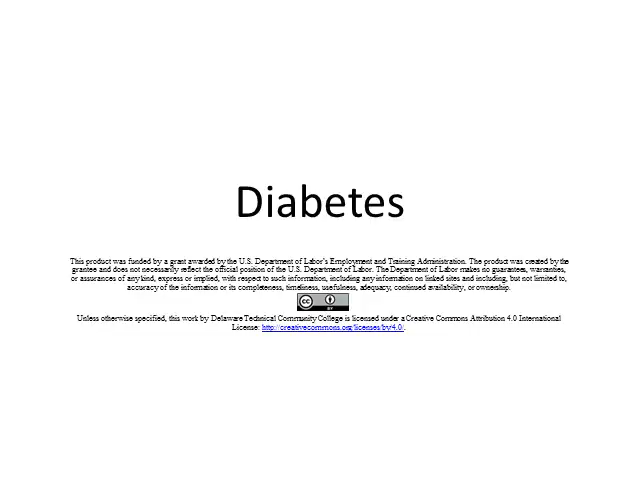 Diabetes
This product was funded by a grant awarded by the U.S. Department of Labor's Employment and Training Administration. The product was created by the
grantee and does not necessarily reflect the official position of the U.S. Department of Labor. The Department of Labor makes no guarantees, warranties,
or assurances of any kind, express or implied, with respect to such information, including any information on linked sites and including, but not limited to,
accuracy of the information or its completeness, timeliness, usefulness, adequacy, continued availability, or ownership.
cc
BY
Unless otherwise specified, this work by Delaware Technical Community College is licensed under a Creative Commons Attribution 4.0 International
License: http://creativecommons.org/licenses/by/4.0/.